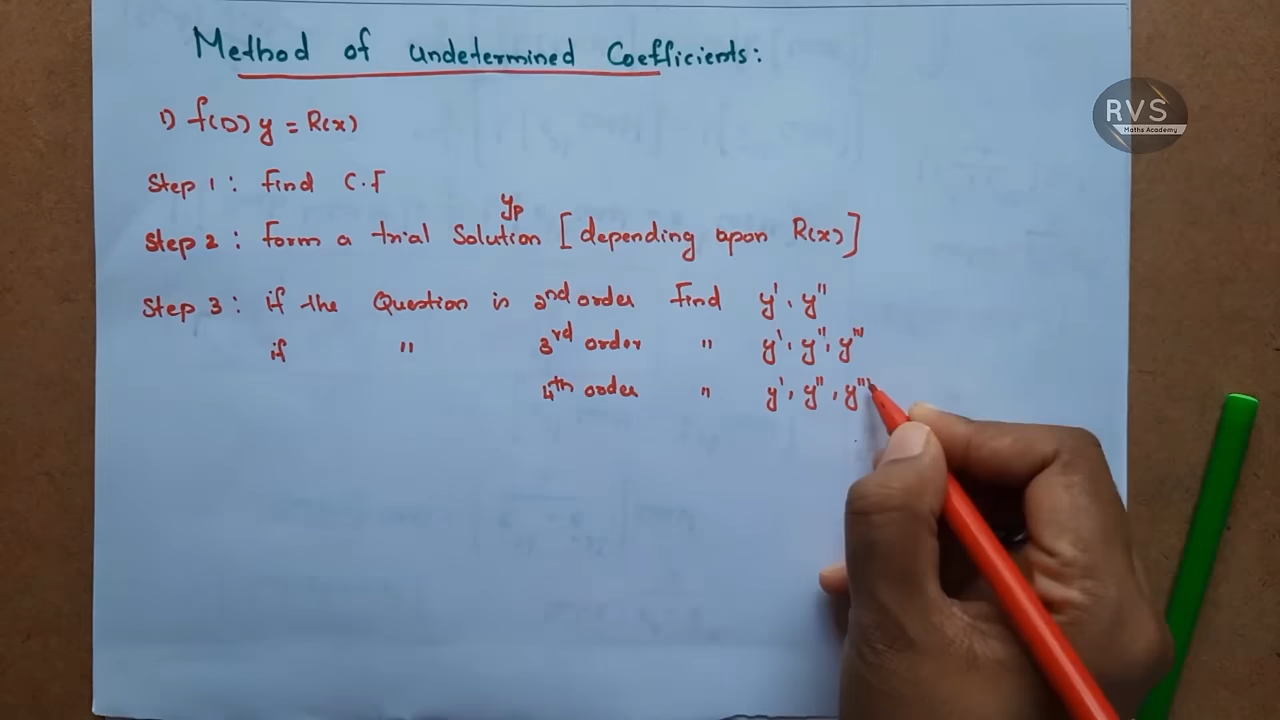 Method of undetermined Coefficients:
RVS
Maths Academy
1) f(D) y = R(x)
Step 1: find C.F
yp
Step 2: form a trial Solution [depending upon R(x)]
Step 3: if the Question is 2nd order Find y', y''
if " 3rd order " y', y'', y'''
4th order " y', y'', y'''